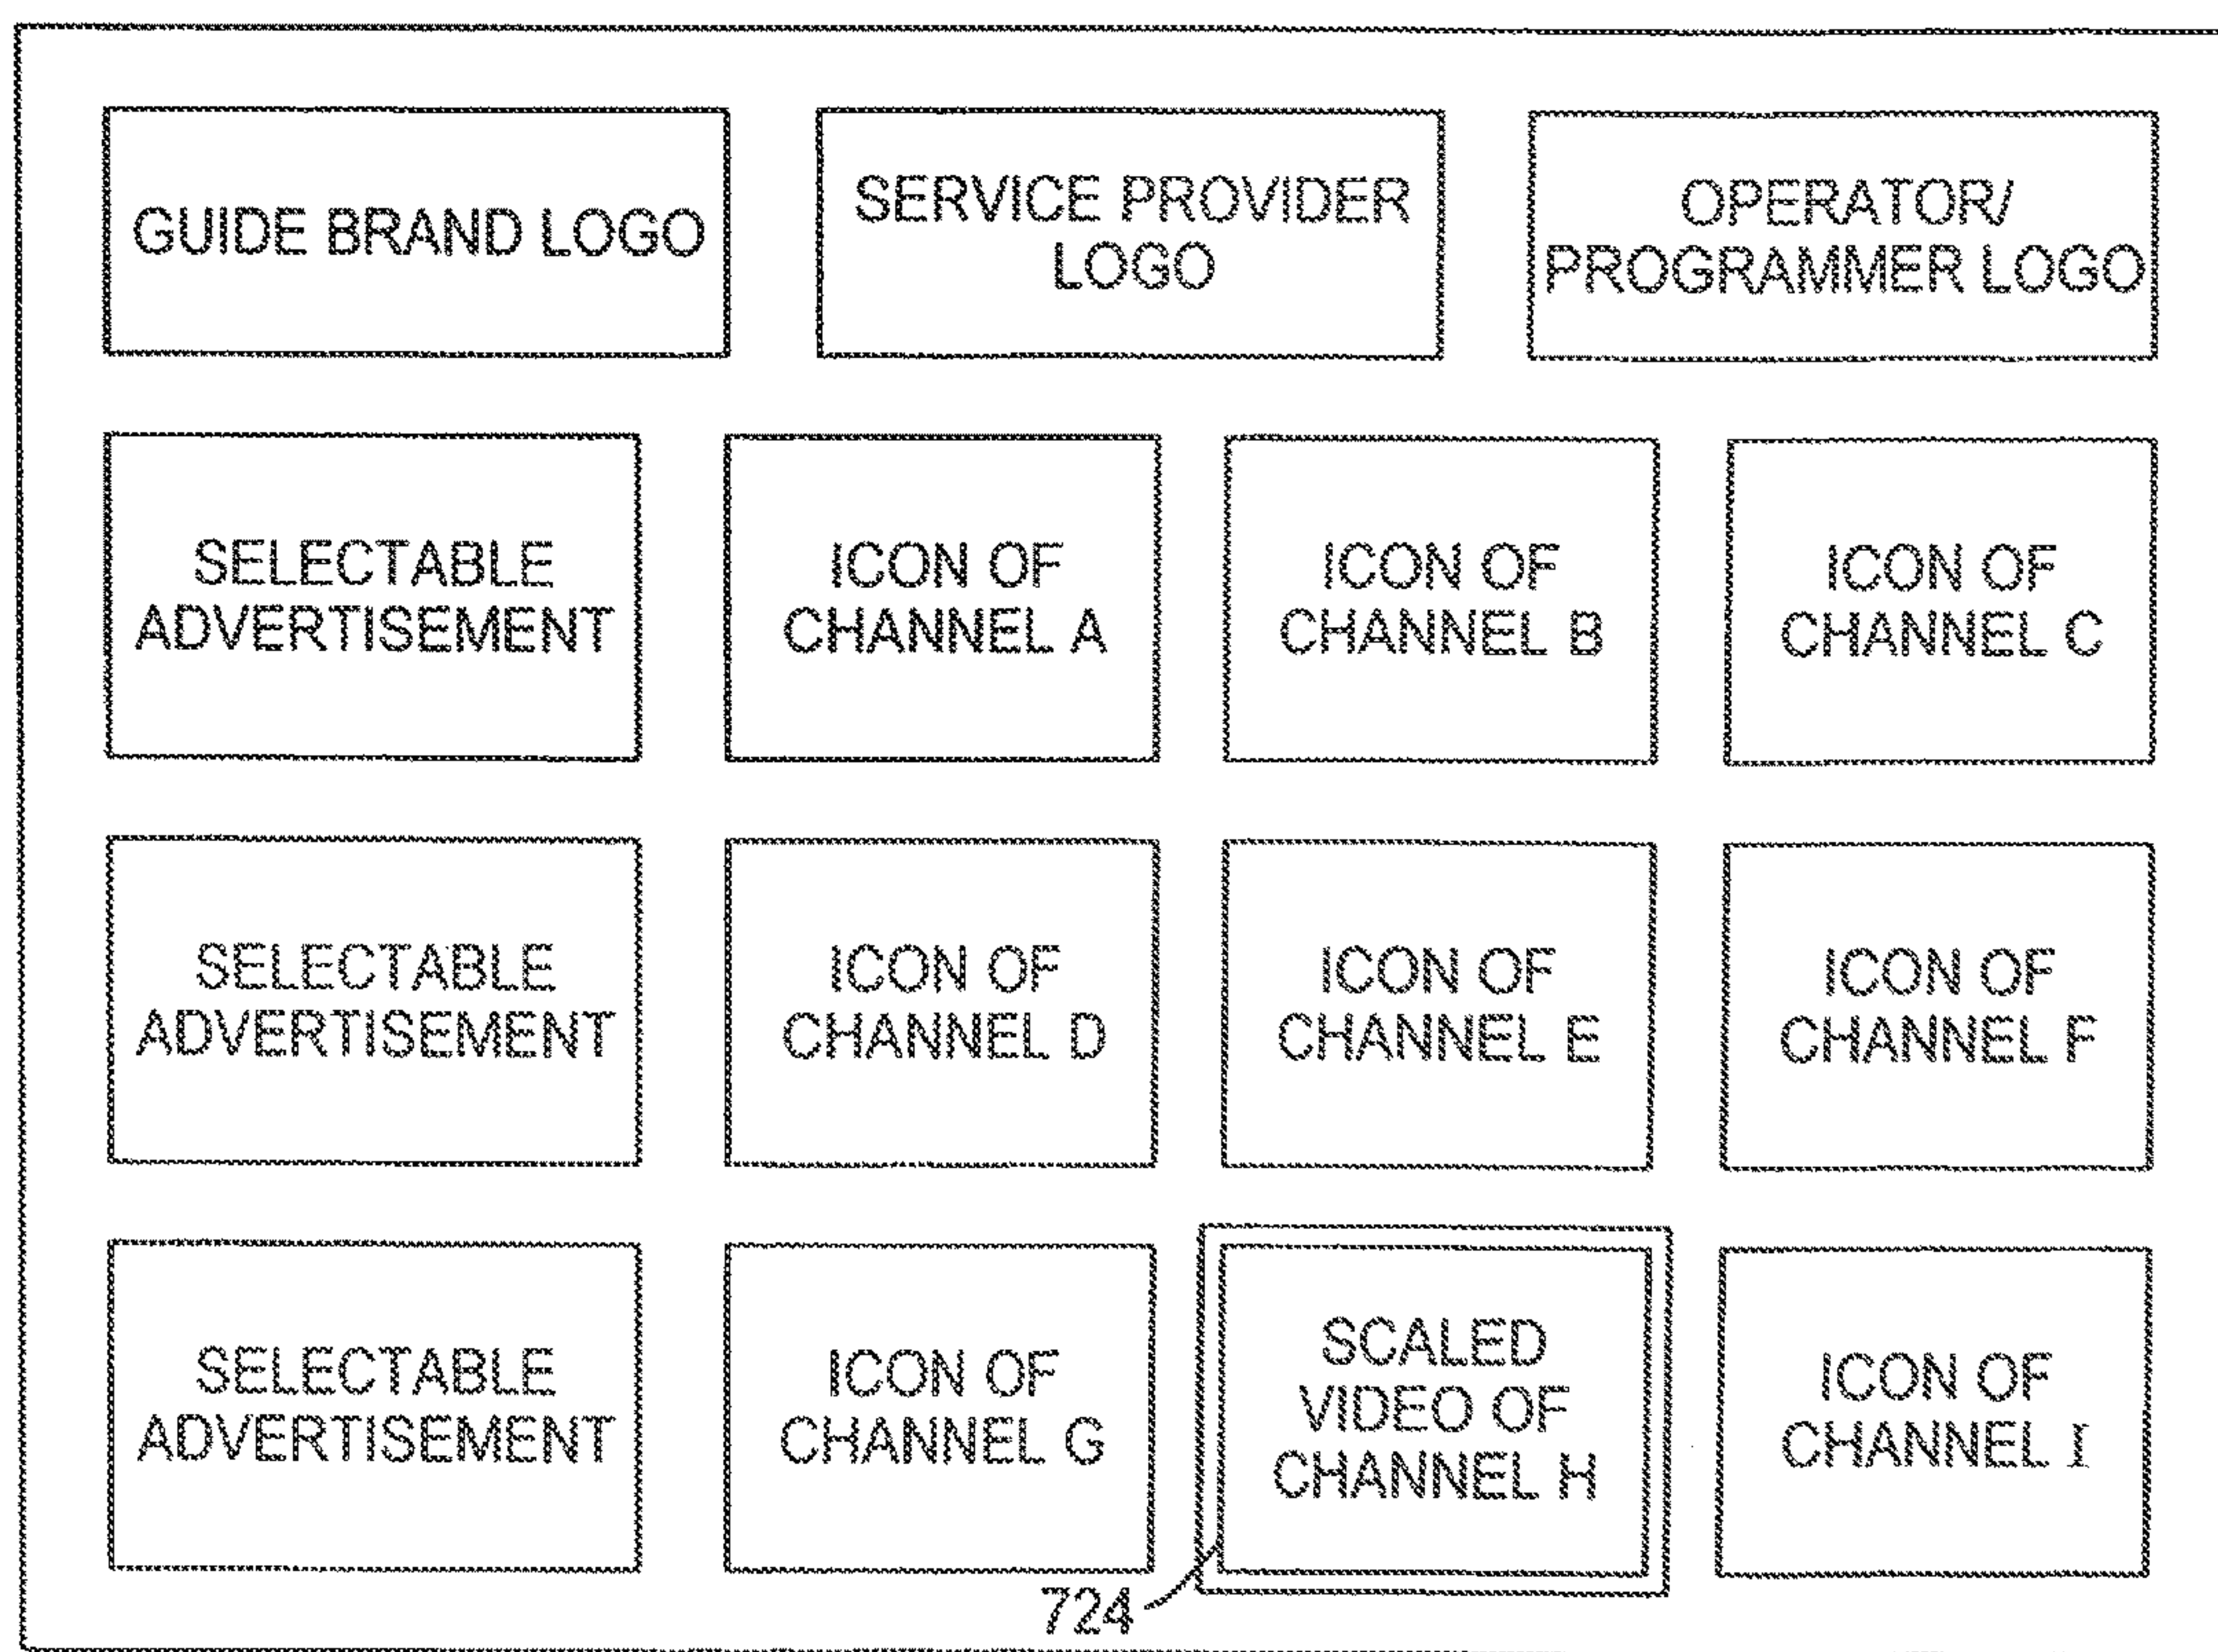 GUIDE BRAND LOGO
SERVICE PROVIDER
LOGO
OPERATOR/
PROGRAMMER LOGO
SELECTABLE
ADVERTISEMENT
ICON OF
CHANNEL A
ICON OF
CHANNEL B
ICON OF
CHANNEL C
SELECTABLE
ADVERTISEMENT
ICON OF
CHANNEL D
ICON OF
CHANNEL E
ICON OF
CHANNEL F
SELECTABLE
ADVERTISEMENT
ICON OF
CHANNEL G
SCALED
VIDEO OF
CHANNEL H
ICON OF
CHANNEL I
724